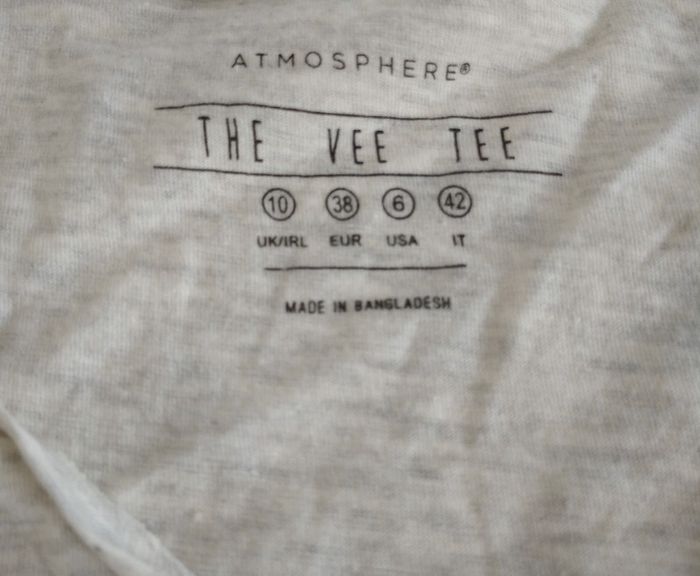 ATMOSPHERE®
THE VEE TEE
10 38 6 42
UK/IRL EUR USA IT
MADE IN BANGLADESH